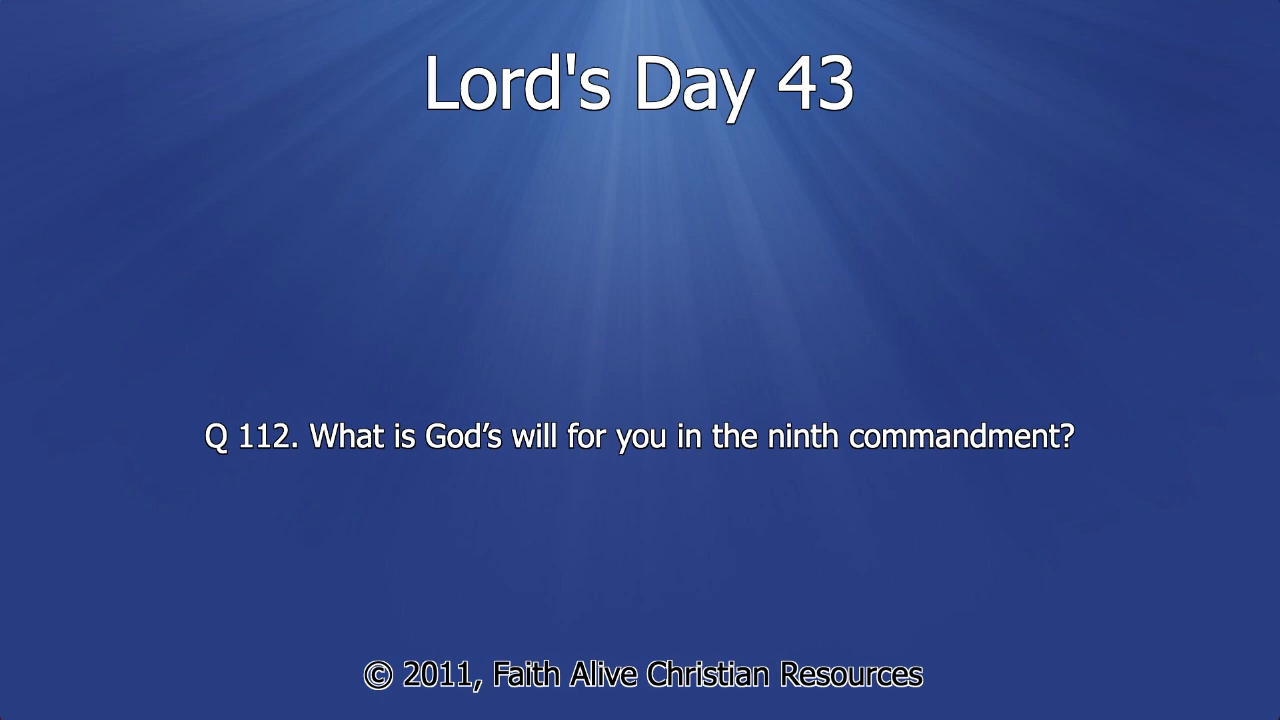 Lord's Day 43
Q 112. What is God’s will for you in the ninth commandment?
© 2011, Faith Alive Christian Resources